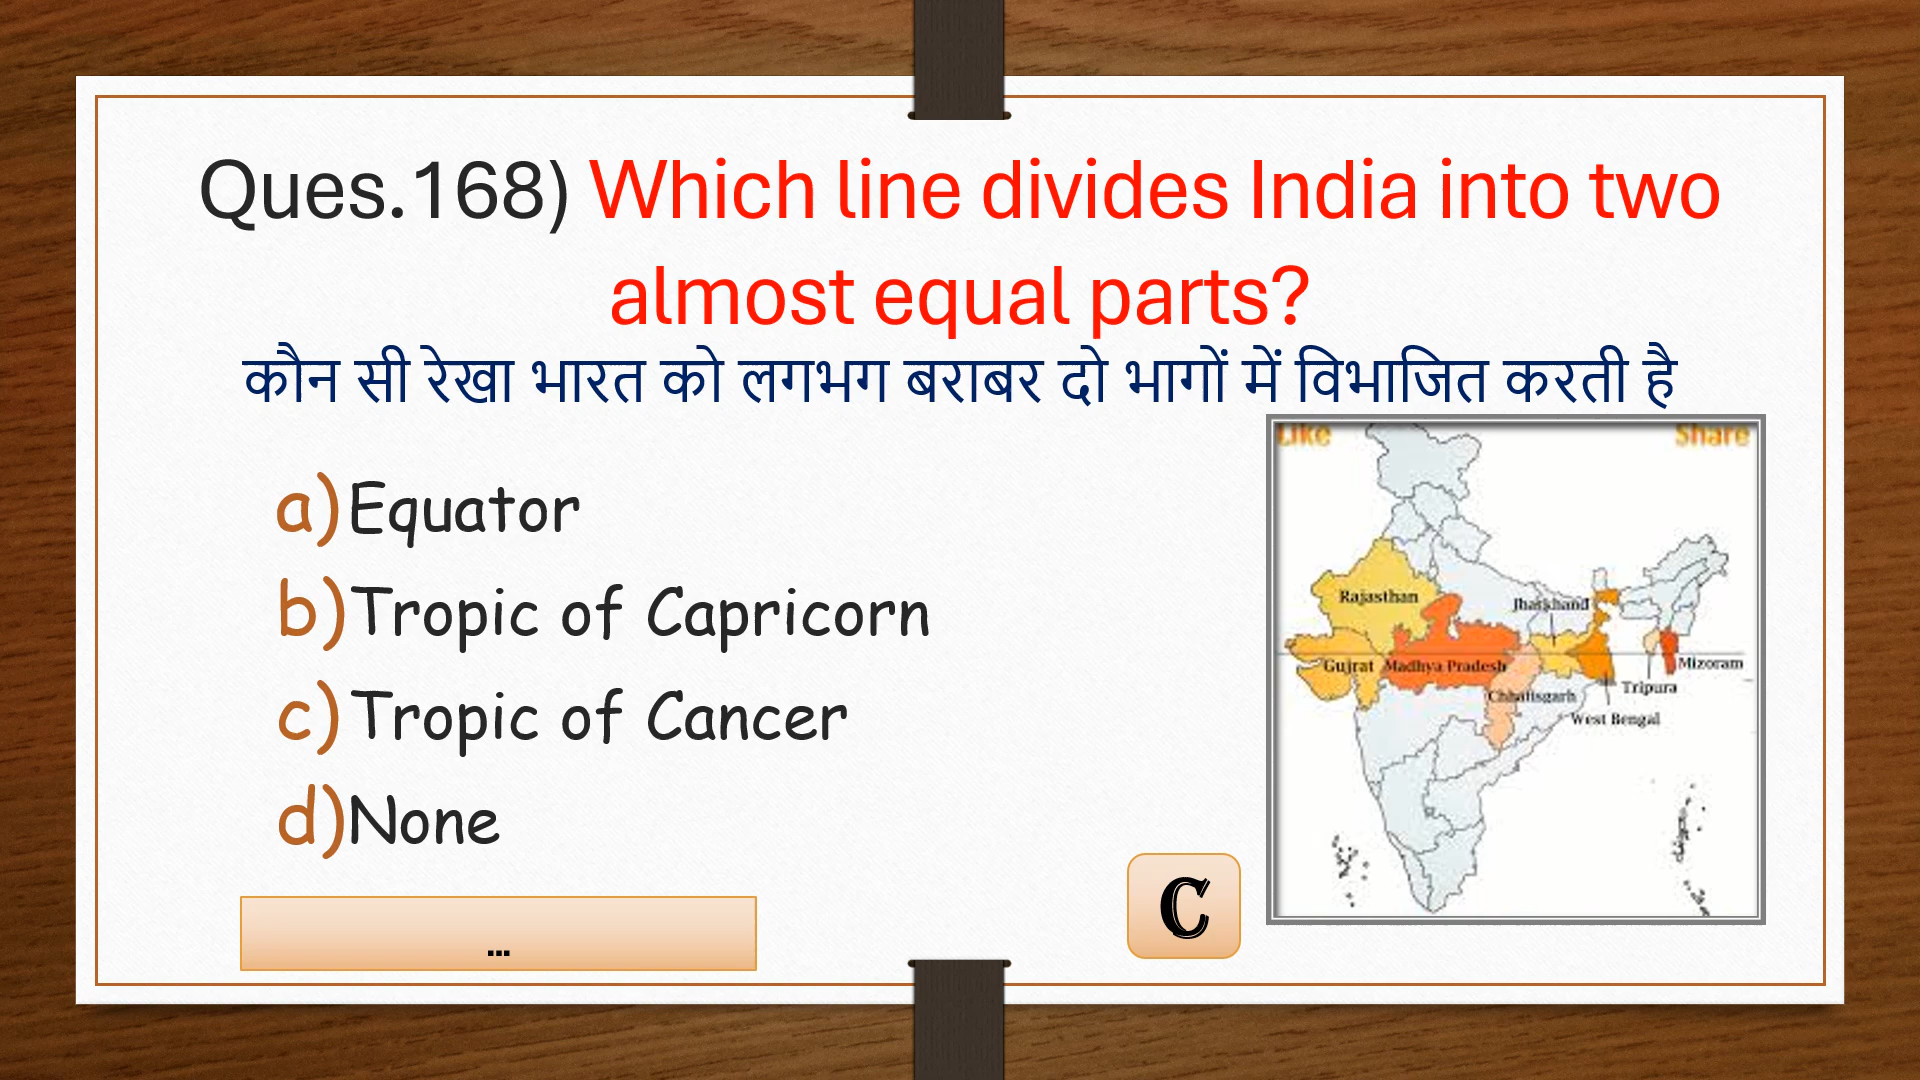 Ques.168) Which line divides India into two
almost equal parts?
कौन सी रेखा भारत को लगभग बराबर दो भागों में विभाजित करती है
a) Equator
b) Tropic of Capricorn
c) Tropic of Cancer
d) None
...
C
Like
Share
Rajasthan
Jharkhand
Gujrat
Madhya Pradesh
Mizoram
Chhattisgarh
Tripura
West Bengal